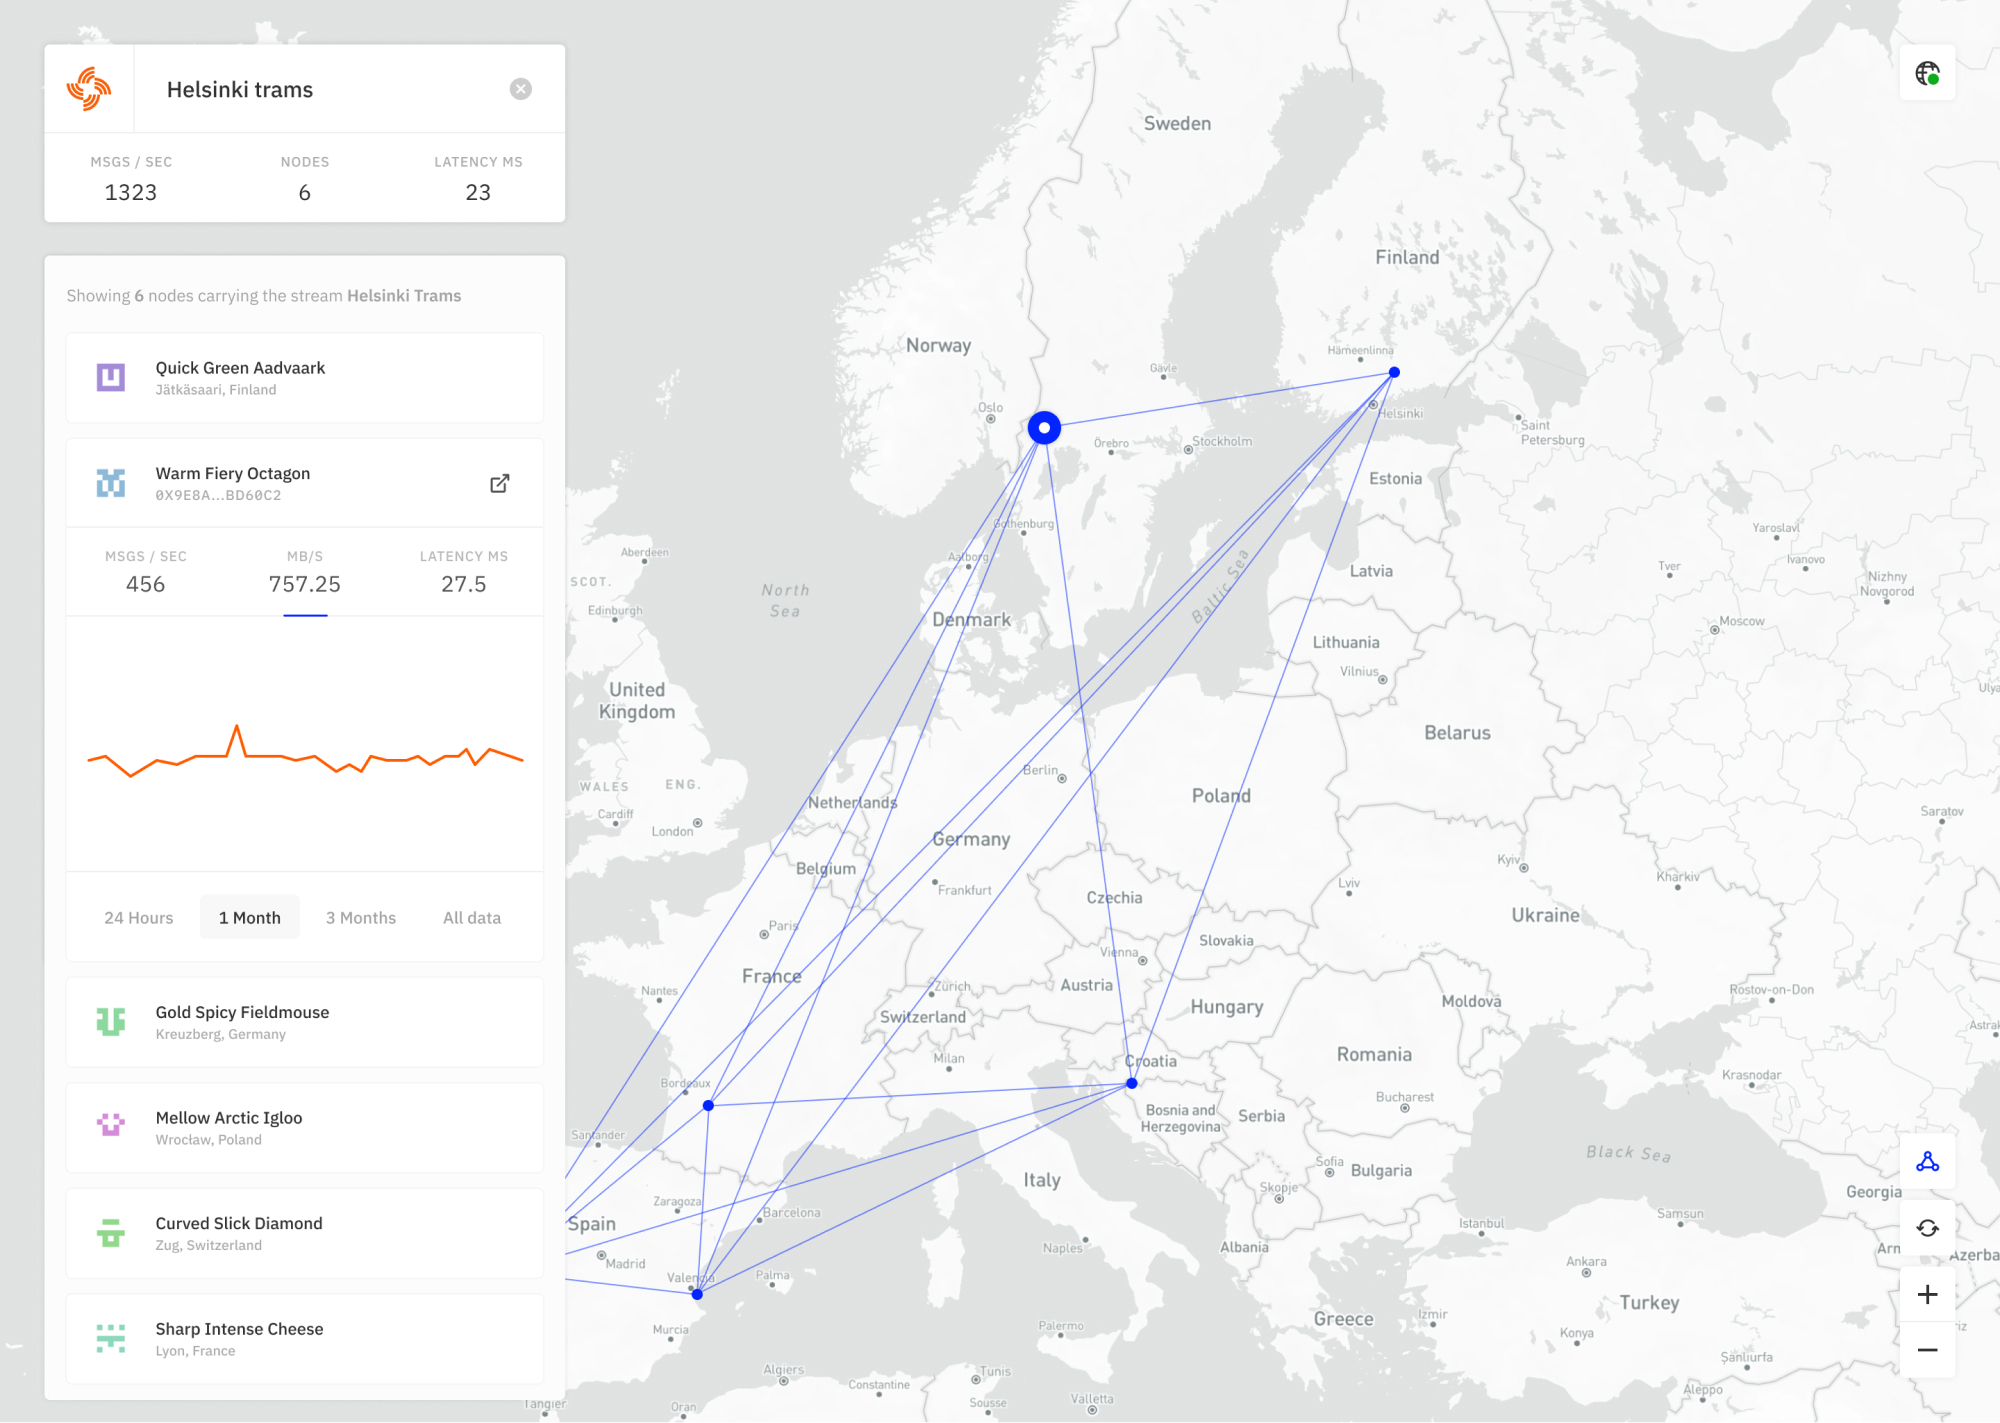 Helsinki trams
MSGS / SEC
NODES
LATENCY MS
1323
6
23
Showing 6 nodes carrying the stream Helsinki Trams
Quick Green Aadvaark
Jätkäsaari, Finland
Warm Fiery Octagon
0X9E8A...BD60C2
MSGS / SEC
MB/S
LATENCY MS
456
757.25
27.5
24 Hours
1 Month
3 Months
All data
Gold Spicy Fieldmouse
Kreuzberg, Germany
Mellow Arctic Igloo
Wrocław, Poland
Curved Slick Diamond
Zug, Switzerland
Sharp Intense Cheese
Lyon, France
Sweden
Finland
Norway
Hämeenlinna
Gävle
Oslo
Helsinki
Örebro
Stockholm
Saint
Petersburg
Estonia
Gothenburg
Yaroslavl
Aberdeen
Aalborg
Ivanovo
Tver
Latvia
SCOT.
North
Sea
Baltic Sea
Nizhny
Novgorod
Edinburgh
Denmark
Moscow
Lithuania
Vilnius
Ulya
United
Kingdom
Belarus
Berlin
WALES
ENG.
Netherlands
Poland
Cardiff
London
Saratov
Germany
Belgium
Kyiv
Frankfurt
Lviv
Kharkiv
Czechia
Ukraine
Paris
Slovakia
Vienna
France
Austria
Zürich
Nantes
Rostov-on-Don
Hungary
Moldova
Switzerland
Astra
Milan
Croatia
Romania
Bordeaux
Krasnodar
Bucharest
Bosnia and
Herzegovina
Serbia
Santander
Black Sea
Sofia
Bulgaria
Italy
Skopje
Georgia
Zaragoza
Barcelona
Samsun
Spain
Istanbul
Naples
Albania
Arn
Azerba
Madrid
Ankara
Valencia
Palma
Turkey
Izmir
Greece
riz
Murcia
Palermo
Konya
Şanlıurfa
Algiers
Tunis
Constantine
Aleppo
Tangier
Oran
Sousse
Valletta